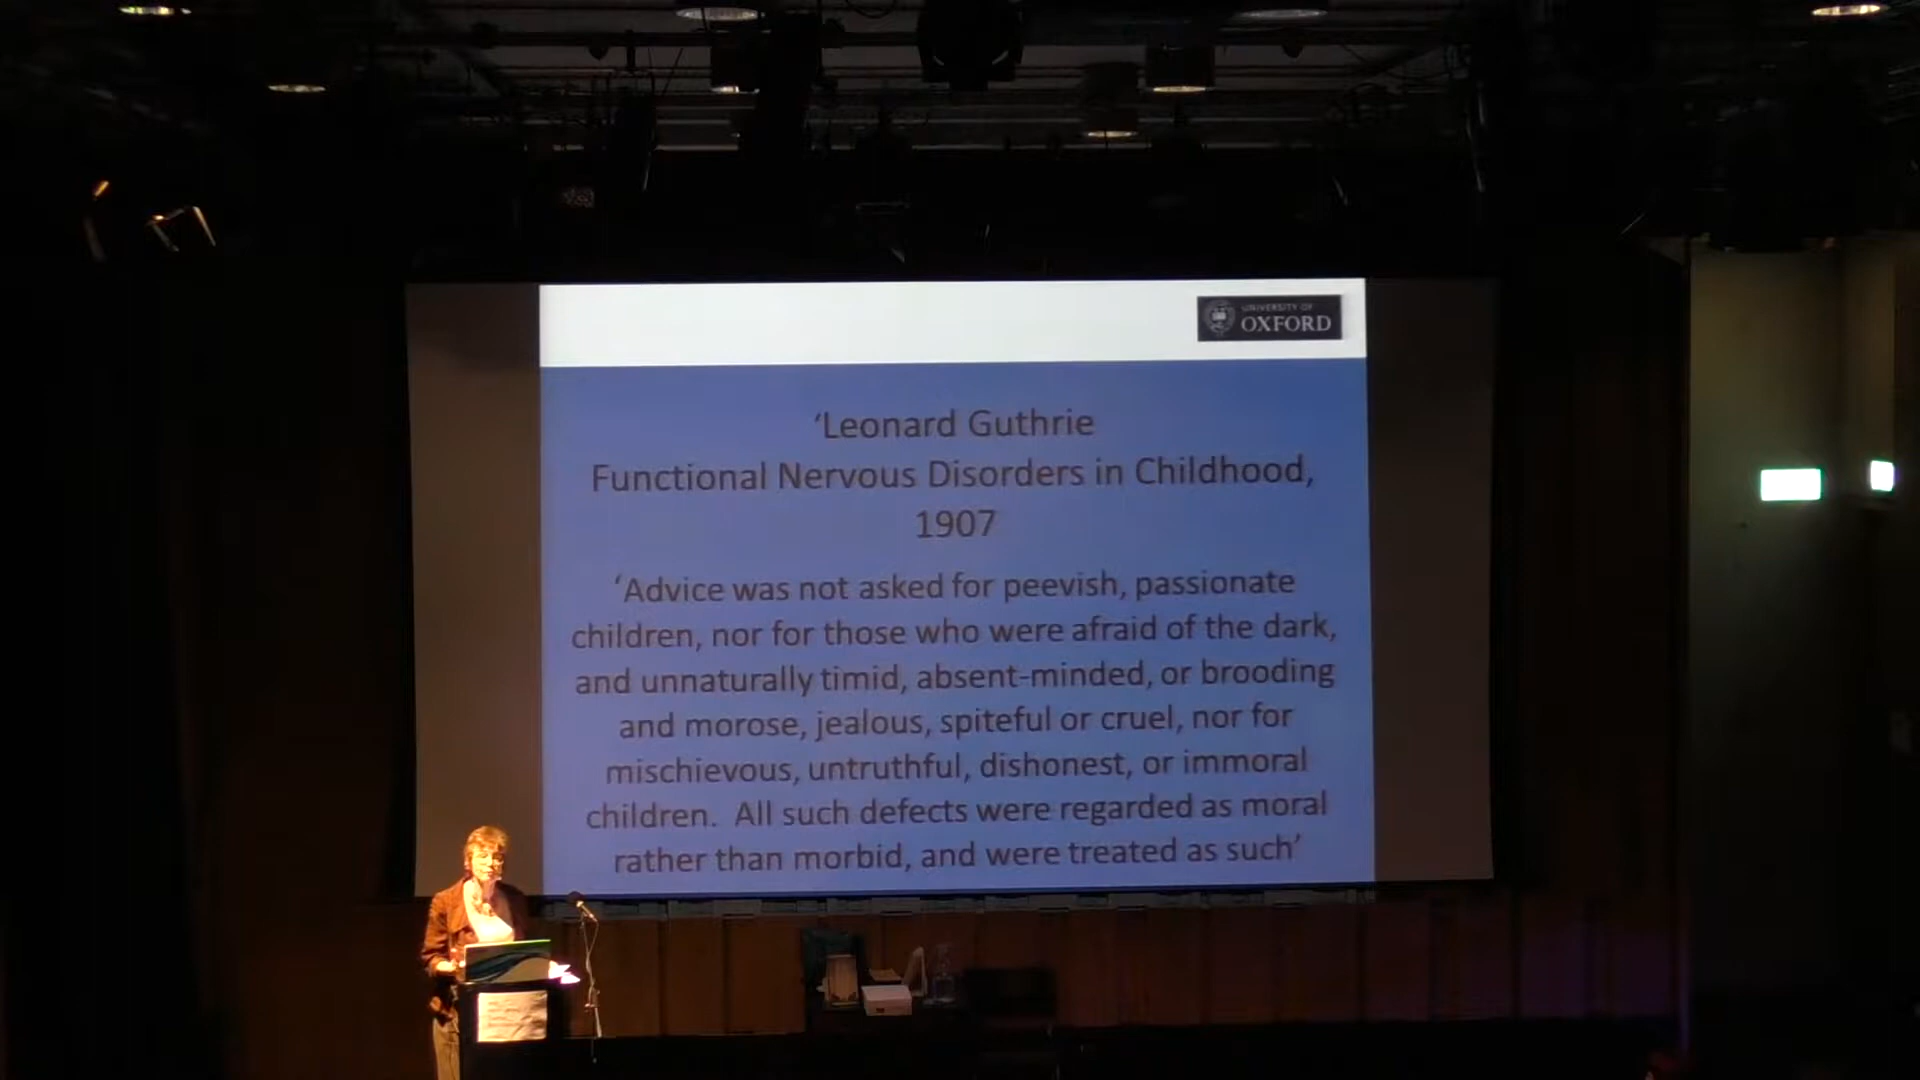 UNIVERSITY OF
OXFORD
‘Leonard Guthrie
Functional Nervous Disorders in Childhood,
1907
‘Advice was not asked for peevish, passionate
children, nor for those who were afraid of the dark,
and unnaturally timid, absent-minded, or brooding
and morose, jealous, spiteful or cruel, nor for
mischievous, untruthful, dishonest, or immoral
children.  All such defects were regarded as moral
rather than morbid, and were treated as such’